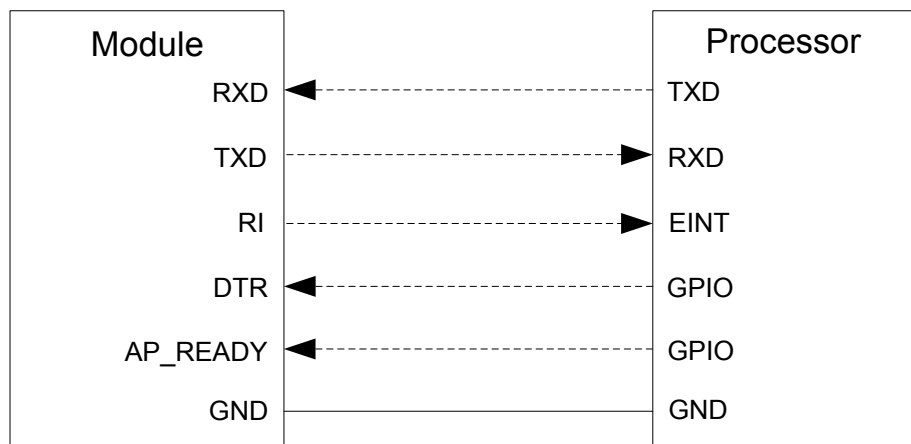 Module
Processor
RXD
TXD
TXD
RXD
RI
EINT
DTR
GPIO
AP_READY
GPIO
GND
GND